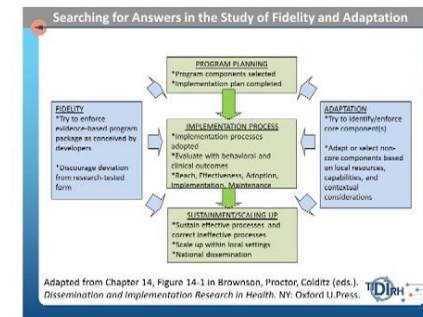 Searching for Answers in the Study of Fidelity and Adaptation
PROGRAM PLANNING
*Program components selected
*Implementation plan completed
FIDELITY
*Try to enforce
evidence-based program
package as conceived by
developers
*Discourage deviation
from research-tested
form
IMPLEMENTATION PROCESS
*Implementation processes
adopted
*Evaluate with behavioral and
clinical outcomes
*Reach, Effectiveness, Adoption,
Implementation, Maintenance
ADAPTATION
*Try to identify/enforce
core component(s)
*Adapt or select non-
core components based
on local resources,
capabilities, and
contextual
considerations
SUSTAINMENT/SCALING UP
*Sustain effective processes and
correct ineffective processes
*Scale up within local settings
*National dissemination
Adapted from Chapter 14, Figure 14-1 in Brownson, Proctor, Colditz (eds.).
Dissemination and Implementation Research in Health. NY: Oxford U.Press.
TDIRH